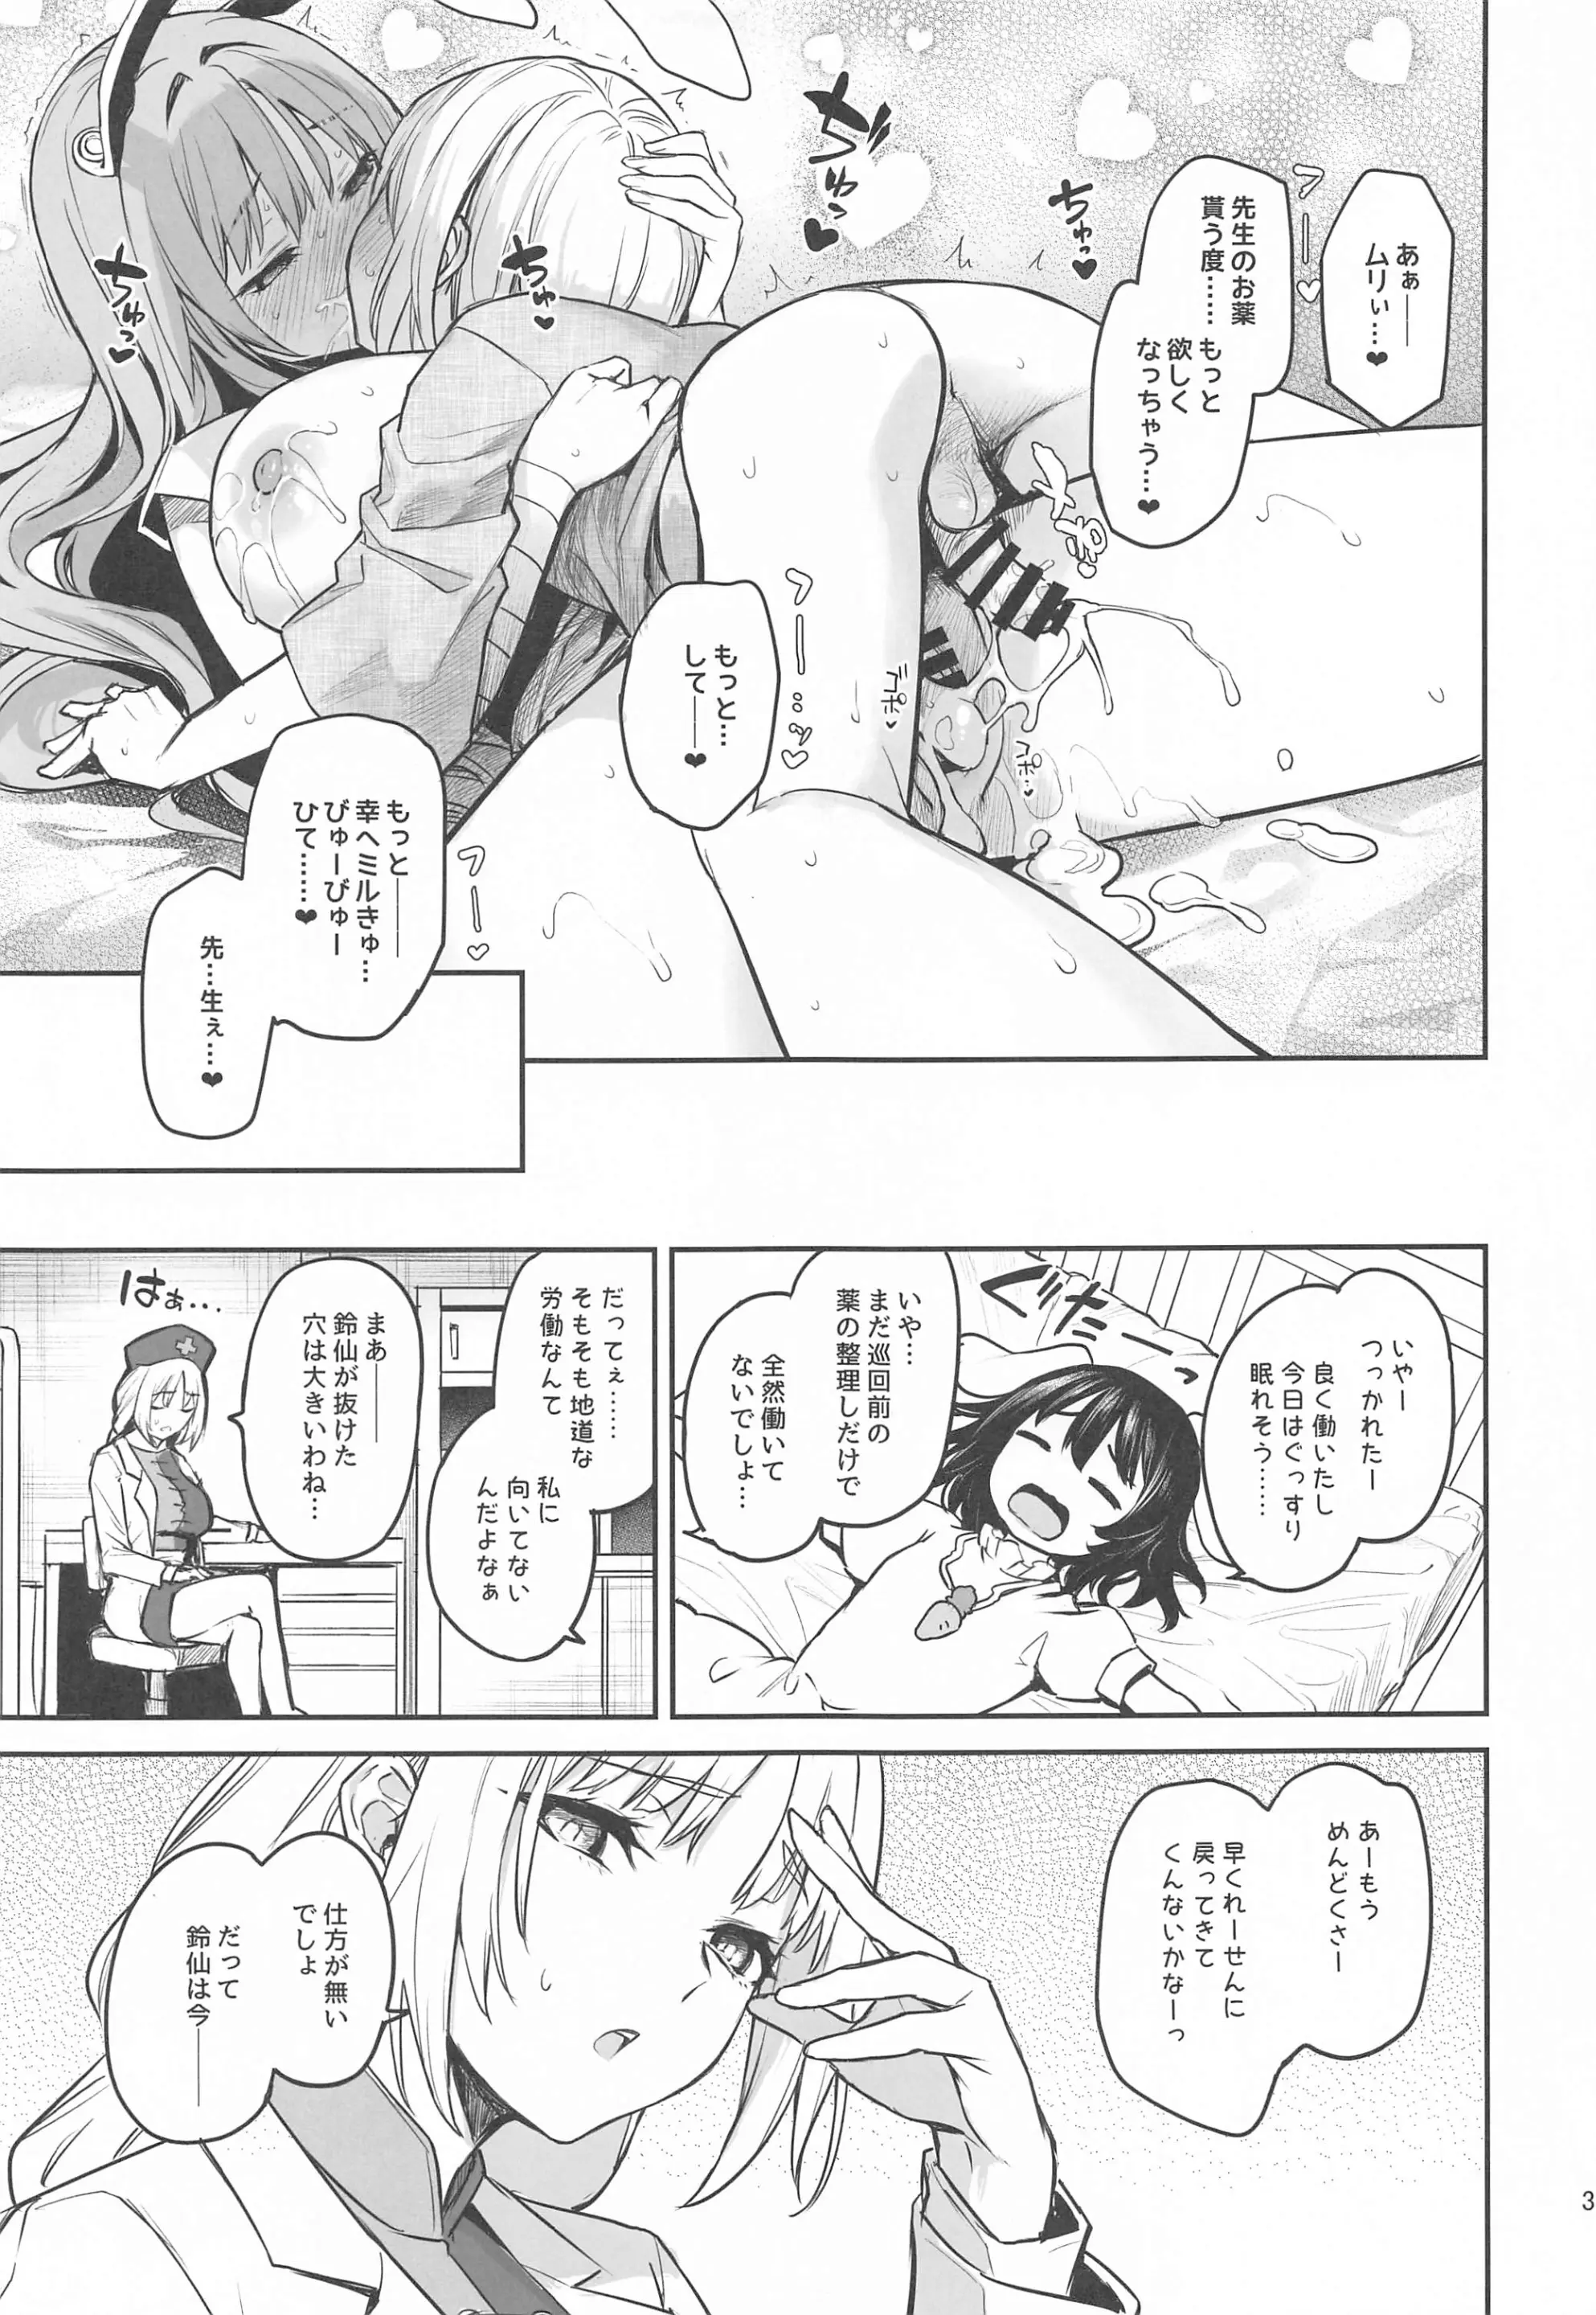 あぁ――
ムリぃ…♥
先生のお薬
貰う度……
もっと
欲しく
なっちゃう…♥
フーー♡
ぢゅっ♥
ちゅっ♥
ちゅ♥
ちゅっ♥
もっと…
して――♥
フーー…ッ♡
コポ♥
コポ…♥
もっと――
幸へミルきゅ…
びゅーびゅー
ひて……♥
フーー♡
先…生ぇ…♥
いやー
つっかれたー
良く働いたし
今日はぐっすり
眠れそう……
ぐたーっ
いや…
まだ巡回前の
薬の整理しだけで
全然働いて
ないでしょ…
だってぇ……
そもそも地道な
労働なんて
私に
向いてない
んだよなぁ
まあ――
鈴仙が抜けた
穴は大きいわね…
はぁ…
あーもう
めんどくさー
早くれーせんに
戻ってきて
くんないかなーっ
仕方が無い
でしょ
だって
鈴仙は今――
3